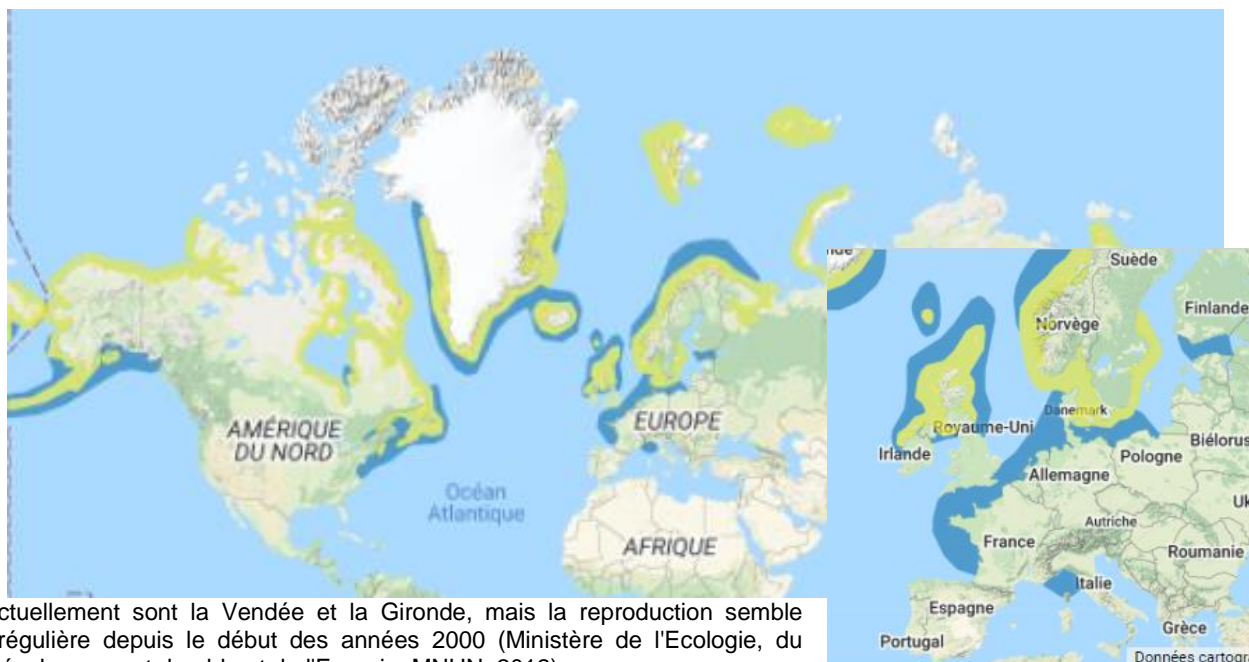 AMÉRIQUE
DU NORD
Océan
Atlantique
EUROPE
AFRIQUE
Suède
Finlande
Norvège
Danemark
Royaume-Uni
Irlande
Biélorus
Pologne
Allemagne
Uk
Autriche
France
Roumanie
Italie
Espagne
Grèce
Portugal
Données cartogr
ctuellement sont la Vendée et la Gironde, mais la reproduction semble
régulière depuis le début des années 2000 (Ministère de l'Ecologie, du